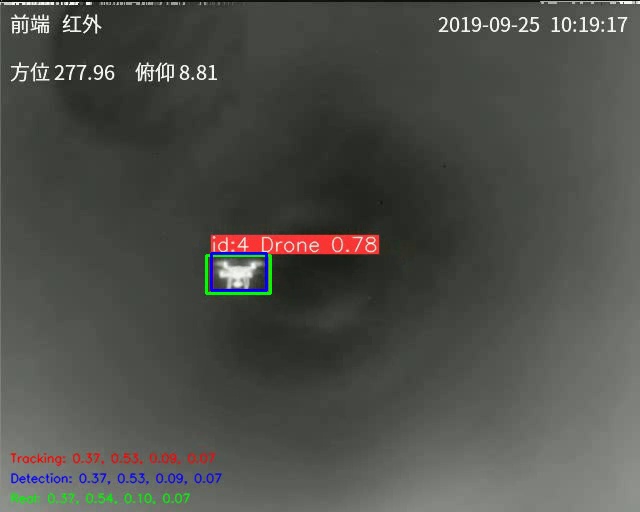 前端 红外
2019-09-25 10:19:17
方位 277.96 俯仰 8.81
id:4 Drone 0.78
Tracking: 0.37, 0.53, 0.09, 0.07
Detection: 0.37, 0.53, 0.09, 0.07
Real: 0.37, 0.54, 0.10, 0.07